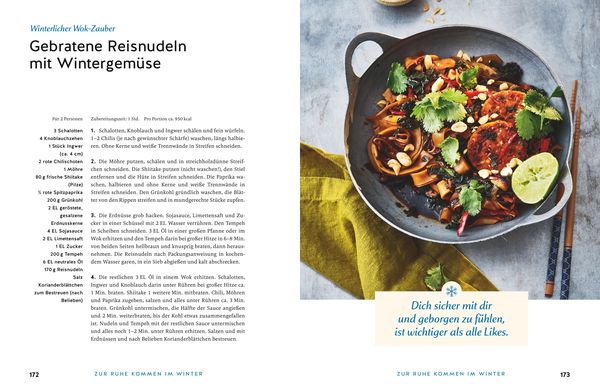 Winterlicher Wok-Zauber
Gebratene Reisnudeln
mit Wintergemüse
Für 2 Personen Zubereitungszeit: 1 Std. Pro Portion ca. 950 kcal
3 Schalotten
4 Knoblauchzehen
1 Stück Ingwer
(ca. 4 cm)
2 rote Chilischoten
1 Möhre
80 g frische Shiitake
(Pilze)
½ rote Spitzpaprika
200 g Grünkohl
2 EL geröstete,
gesalzene
Erdnusskerne
4 EL Sojasauce
2 EL Limettensaft
1 EL Zucker
200 g Tempeh
6 EL neutrales Öl
170 g Reisnudeln
Salz
Korianderblättchen
zum Bestreuen (nach
Belieben)
1. Schalotten, Knoblauch und Ingwer schälen und fein würfeln.
1–2 Chilis (je nach gewünschter Schärfe) waschen, längs halbie-
ren. Ohne Kerne und weiße Trennwände in Streifen schneiden.
2. Die Möhre putzen, schälen und in streichholzdünne Strei-
fen schneiden. Die Shiitake putzen (nicht waschen!), den Stiel
entfernen und die Hüte in Streifen schneiden. Die Paprika wa-
schen, halbieren und ohne Kerne und weiße Trennwände in
Streifen schneiden. Den Grünkohl gründlich waschen, die Blät-
ter von den Rippen streifen und in mundgerechte Stücke zupfen.
3. Die Erdnüsse grob hacken. Sojasauce, Limettensaft und Zu-
cker in einer Schüssel mit 2 EL Wasser verrühren. Den Tempeh
in Scheiben schneiden. 3 EL Öl in einer großen Pfanne oder im
Wok erhitzen und den Tempeh darin bei großer Hitze in 6–8 Min.
von beiden Seiten hellbraun und knusprig braten, dann heraus-
nehmen. Die Reisnudeln nach Packungsanweisung in kochen-
dem Wasser garen, in ein Sieb abgießen und kalt abschrecken.
4. Die restlichen 3 EL Öl in einem Wok erhitzen. Schalotten,
Ingwer und Knoblauch darin unter Rühren bei großer Hitze ca.
1 Min. braten. Shiitake 1 weitere Min. mitbraten. Chili, Möhren
und Paprika zugeben, salzen und alles unter Rühren ca. 3 Min.
braten. Grünkohl untermischen, die Hälfte der Sauce angießen
und 2 Min. weiterbraten, bis der Kohl etwas zusammengefallen
ist. Nudeln und Tempeh mit der restlichen Sauce untermischen
und alles noch 1–2 Min. unter Rühren erhitzen. Salzen und mit
Erdnüssen und nach Belieben Korianderblättchen bestreuen.
Dich sicher mit dir
und geborgen zu fühlen,
ist wichtiger als alle Likes.
172 ZUR RUHE KOMMEN IM WINTER
ZUR RUHE KOMMEN IM WINTER 173